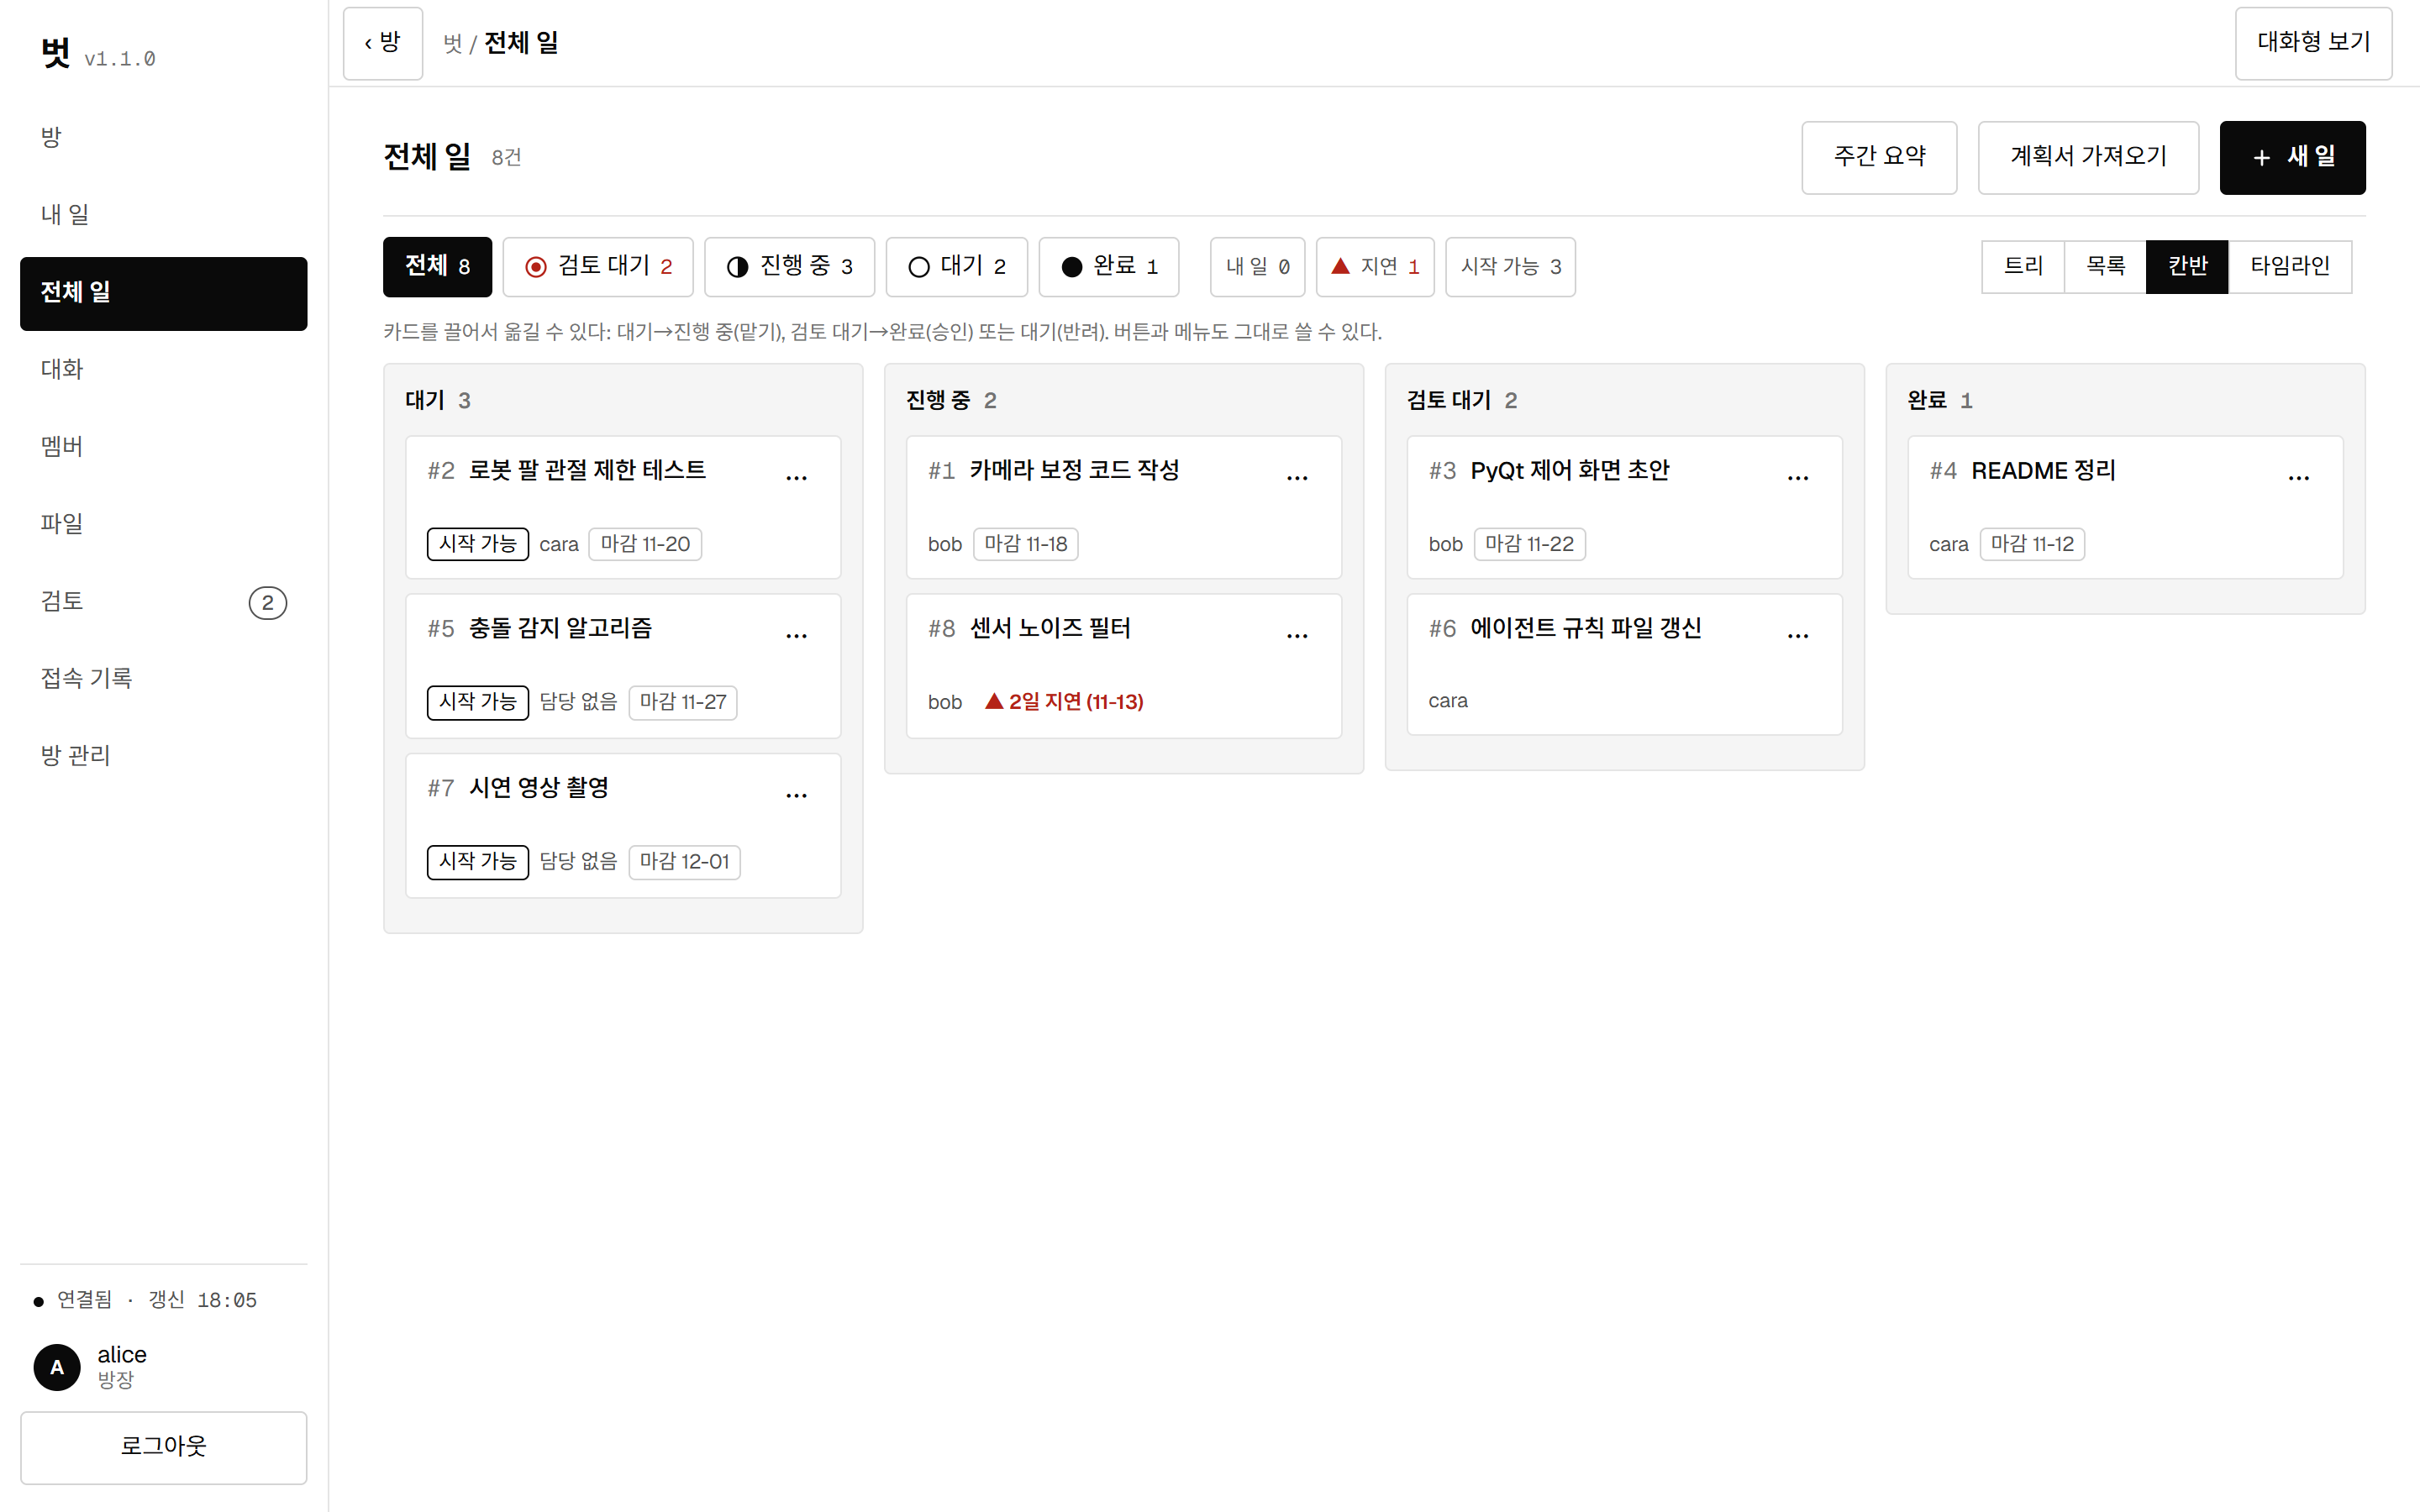 벗 v1.1.0
방
내 일
전체 일
대화
멤버
파일
검토 2
접속 기록
방 관리
연결됨 · 갱신 18:05
A
alice
방장
로그아웃
‹ 방
벗 / 전체 일
대화형 보기
전체 일 8건
주간 요약
계획서 가져오기
+ 새 일
전체 8
검토 대기 2
진행 중 3
대기 2
완료 1
내 일 0
지연 1
시작 가능 3
트리
목록
칸반
타임라인
카드를 끌어서 옮길 수 있다: 대기→진행 중(맡기), 검토 대기→완료(승인) 또는 대기(반려). 버튼과 메뉴도 그대로 쓸 수 있다.
대기 3
#2 로봇 팔 관절 제한 테스트 ...
시작 가능 cara 마감 11-20
#5 충돌 감지 알고리즘 ...
시작 가능 담당 없음 마감 11-27
#7 시연 영상 촬영 ...
시작 가능 담당 없음 마감 12-01
진행 중 2
#1 카메라 보정 코드 작성 ...
bob 마감 11-18
#8 센서 노이즈 필터 ...
bob ▲ 2일 지연 (11-13)
검토 대기 2
#3 PyQt 제어 화면 초안 ...
bob 마감 11-22
#6 에이전트 규칙 파일 갱신 ...
cara
완료 1
#4 README 정리 ...
cara 마감 11-12